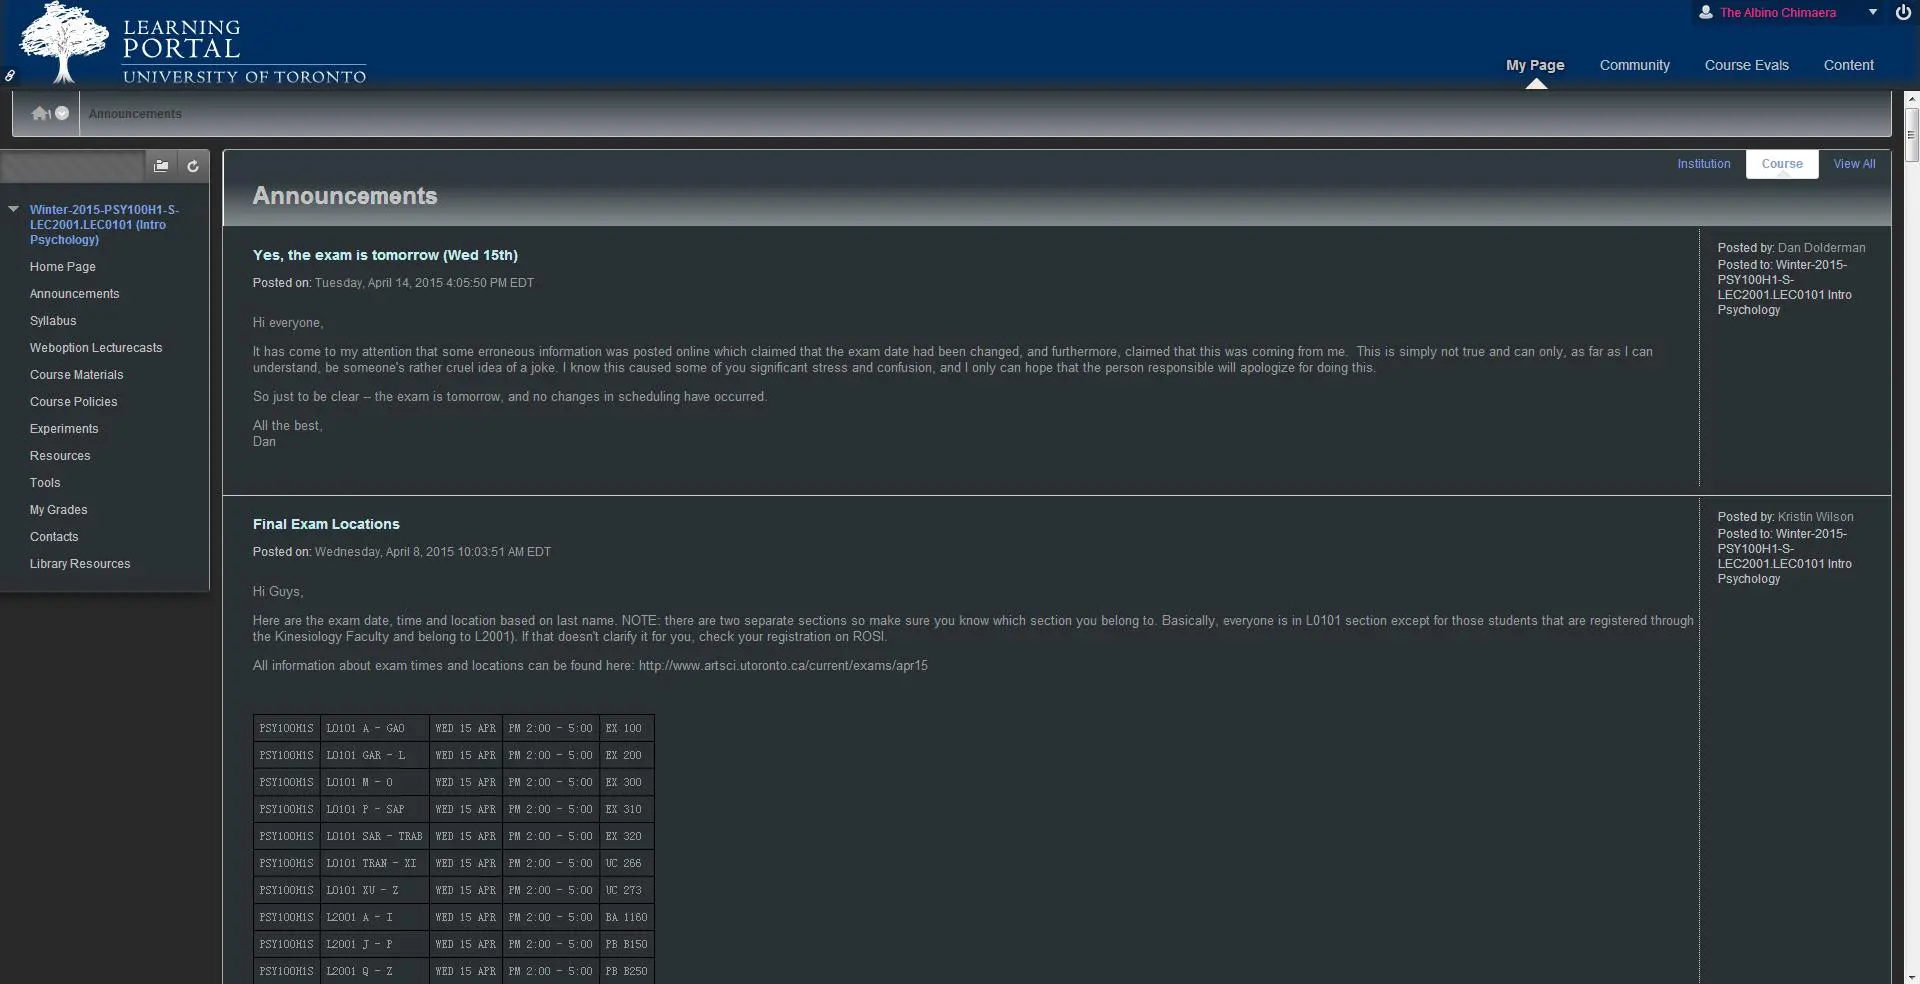 The Albino Chimaera
LEARNING
PORTAL
UNIVERSITY OF TORONTO
My Page
Community
Course Evals
Content
Announcements
Institution
Course
View All
Announcements
Winter-2015-PSY100H1-S-
LEC2001.LEC0101 (Intro
Psychology)
Home Page
Announcements
Syllabus
Weboption Lecturecasts
Course Materials
Course Policies
Experiments
Resources
Tools
My Grades
Contacts
Library Resources
Yes, the exam is tomorrow (Wed 15th)
Posted on: Tuesday, April 14, 2015 4:05:50 PM EDT
Hi everyone,
It has come to my attention that some erroneous information was posted online which claimed that the exam date had been changed, and furthermore, claimed that this was coming from me.  This is simply not true and can only, as far as I can
understand, be someone's rather cruel idea of a joke. I know this caused some of you significant stress and confusion, and I only can hope that the person responsible will apologize for doing this.
So just to be clear -- the exam is tomorrow, and no changes in scheduling have occurred.
All the best,
Dan
Posted by: Dan Dolderman
Posted to: Winter-2015-
PSY100H1-S-
LEC2001.LEC0101 Intro
Psychology
Final Exam Locations
Posted on: Wednesday, April 8, 2015 10:03:51 AM EDT
Hi Guys,
Here are the exam date, time and location based on last name. NOTE: there are two separate sections so make sure you know which section you belong to. Basically, everyone is in L0101 section except for those students that are registered through
the Kinesiology Faculty and belong to L2001). If that doesn't clarify it for you, check your registration on ROSI.
All information about exam times and locations can be found here: http://www.artsci.utoronto.ca/current/exams/apr15
Posted by: Kristin Wilson
Posted to: Winter-2015-
PSY100H1-S-
LEC2001.LEC0101 Intro
Psychology
PSY100H1S L0101 A - GAO WED 15 APR PM 2:00 - 5:00 EX 100
PSY100H1S L0101 GAR - L WED 15 APR PM 2:00 - 5:00 EX 200
PSY100H1S L0101 M - O WED 15 APR PM 2:00 - 5:00 EX 300
PSY100H1S L0101 P - SAP WED 15 APR PM 2:00 - 5:00 EX 310
PSY100H1S L0101 SAR - TRAB WED 15 APR PM 2:00 - 5:00 EX 320
PSY100H1S L0101 TRAN - XI WED 15 APR PM 2:00 - 5:00 UC 266
PSY100H1S L0101 XU - Z WED 15 APR PM 2:00 - 5:00 UC 273
PSY100H1S L2001 A - I WED 15 APR PM 2:00 - 5:00 BA 1160
PSY100H1S L2001 J - P WED 15 APR PM 2:00 - 5:00 PB B150
PSY100H1S L2001 Q - Z WED 15 APR PM 2:00 - 5:00 PB B250